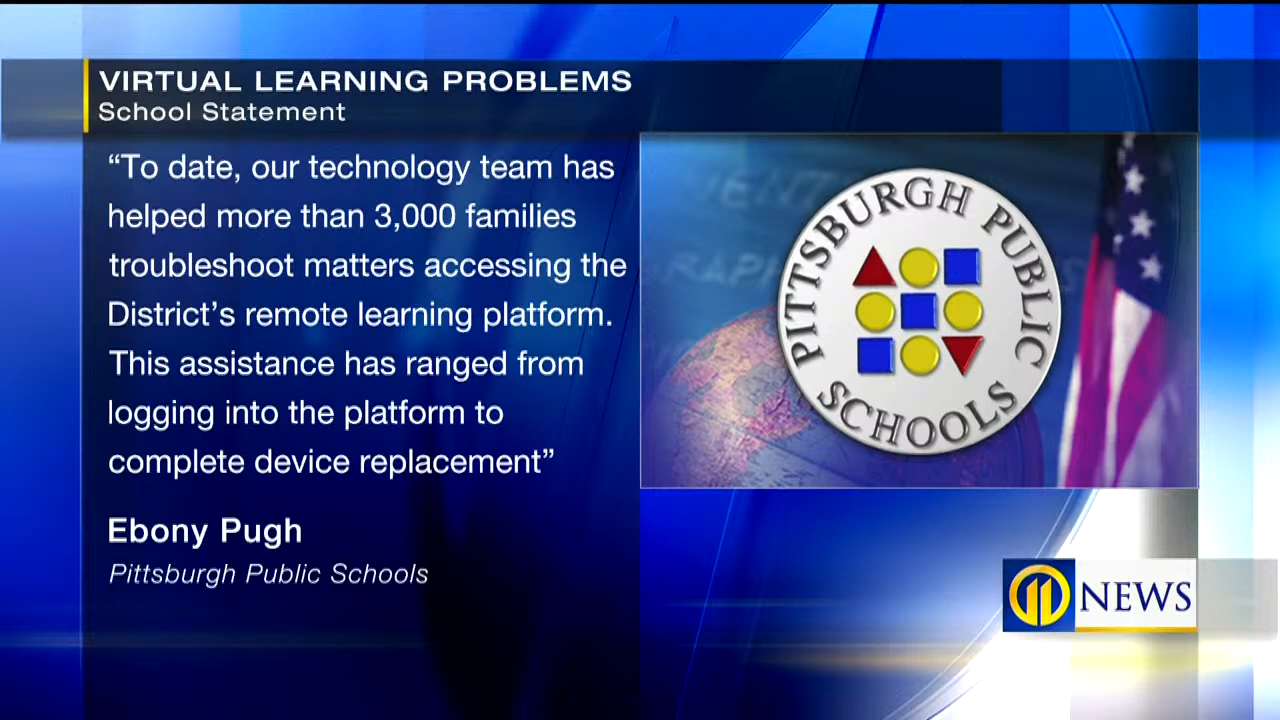 VIRTUAL LEARNING PROBLEMS
School Statement
“To date, our technology team has
helped more than 3,000 families
troubleshoot matters accessing the
District’s remote learning platform.
This assistance has ranged from
logging into the platform to
complete device replacement”
Ebony Pugh
Pittsburgh Public Schools
PITTSBURGH PUBLIC
SCHOOLS
11 NEWS